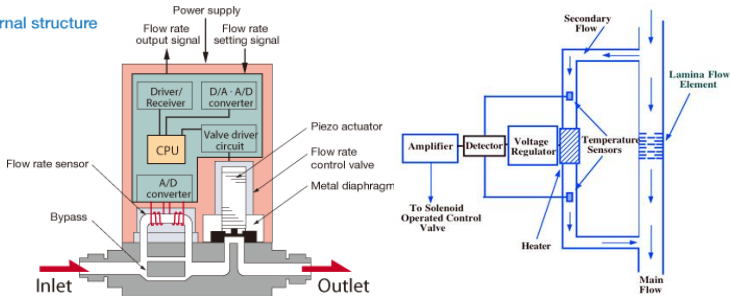 rnal structure
Power supply
Flow rate
output signal
Flow rate
setting signal
Driver/
Receiver
D/A · A/D
converter
CPU
Valve driver
circuit
A/D
converter
Flow rate sensor
Bypass
Piezo actuator
Flow rate
control valve
Metal diaphragm
Inlet
Outlet
Secondary
Flow
Lamina Flow
Element
Amplifier
Detector
Voltage
Regulator
Temperature
Sensors
To Solenoid
Operated Control
Valve
Heater
Main
Flow